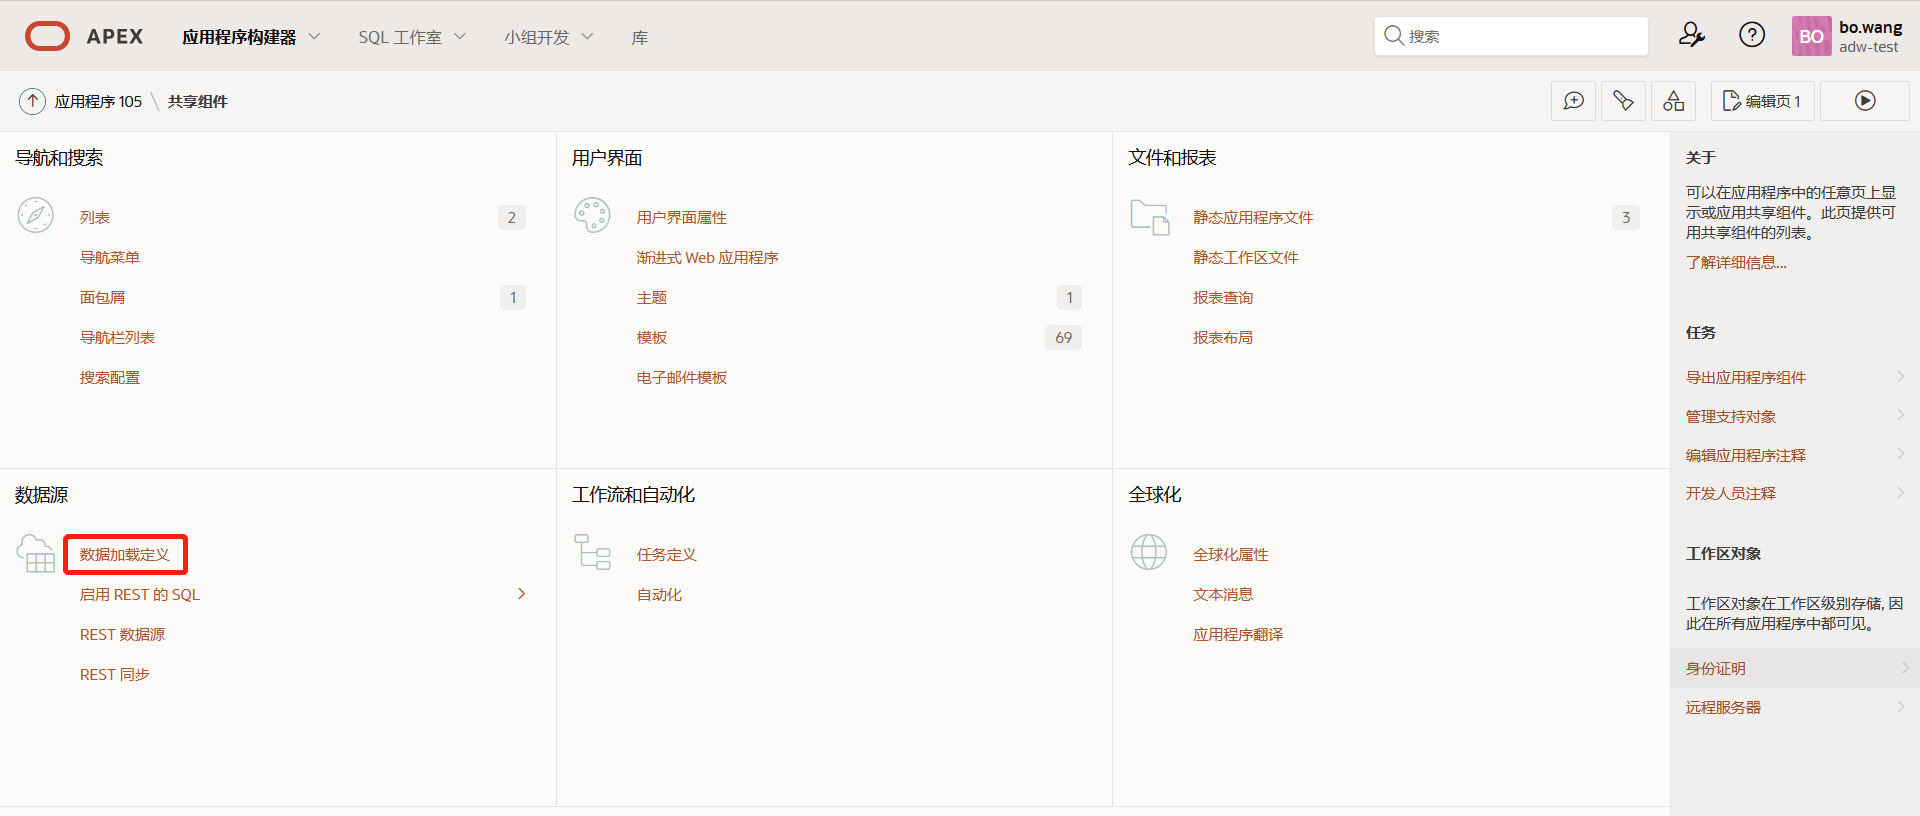 APEX 应用程序构建器 SQL 工作室 小组开发 库 搜索 BO bo.wang
adw-test
应用程序 105 \ 共享组件 编辑页 1
导航和搜索
列表 2
导航菜单
面包屑 1
导航栏列表
搜索配置
用户界面
用户界面属性
渐进式 Web 应用程序
主题 1
模板 69
电子邮件模板
文件和报表
静态应用程序文件 3
静态工作区文件
报表查询
报表布局
数据源
数据加载定义
启用 REST 的 SQL
REST 数据源
REST 同步
工作流和自动化
任务定义
自动化
全球化
全球化属性
文本消息
应用程序翻译
关于
可以在应用程序中的任意页上显
示或应用共享组件。此页提供可
用共享组件的列表。
了解详细信息...
任务
导出应用程序组件
管理支持对象
编辑应用程序注释
开发人员注释
工作区对象
工作区对象在工作区级别存储, 因
此在所有应用程序中都可见。
身份证明
远程服务器